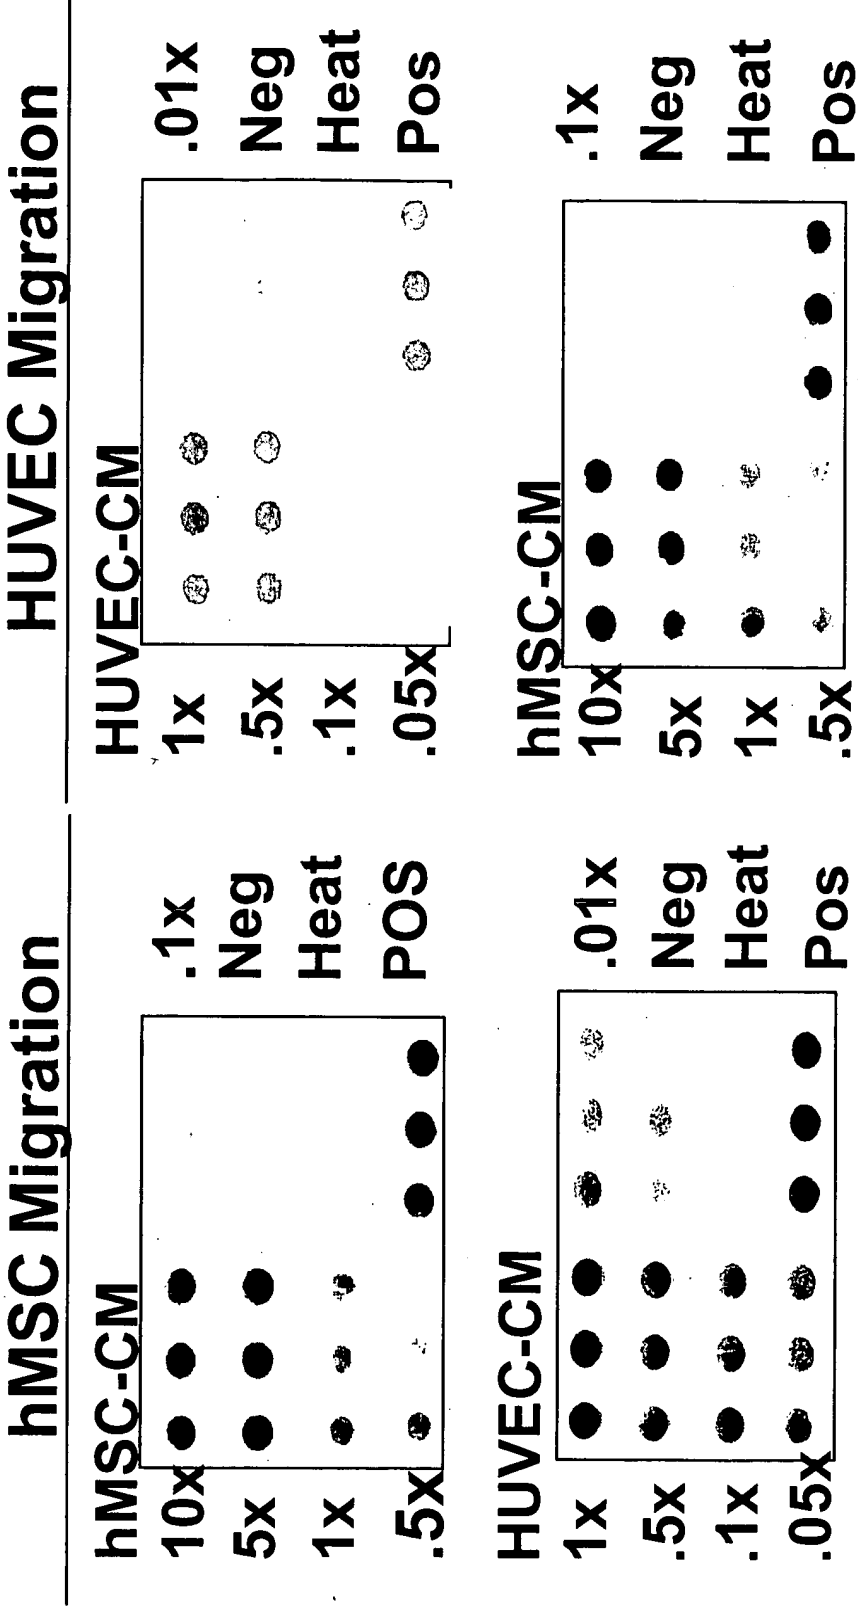 hMSC Migration
hMSC-CM
10x
.1x
5x
Neg
1x
Heat
.5x
POS
HUVEC-CM
1x
.01x
.5x
Neg
.1x
Heat
.05x
Pos
HUVEC Migration
HUVEC-CM
1x
.01x
.5x
Neg
.1x
Heat
.05x
Pos
hMSC-CM
10x
.1x
5x
Neg
1x
Heat
.5x
Pos